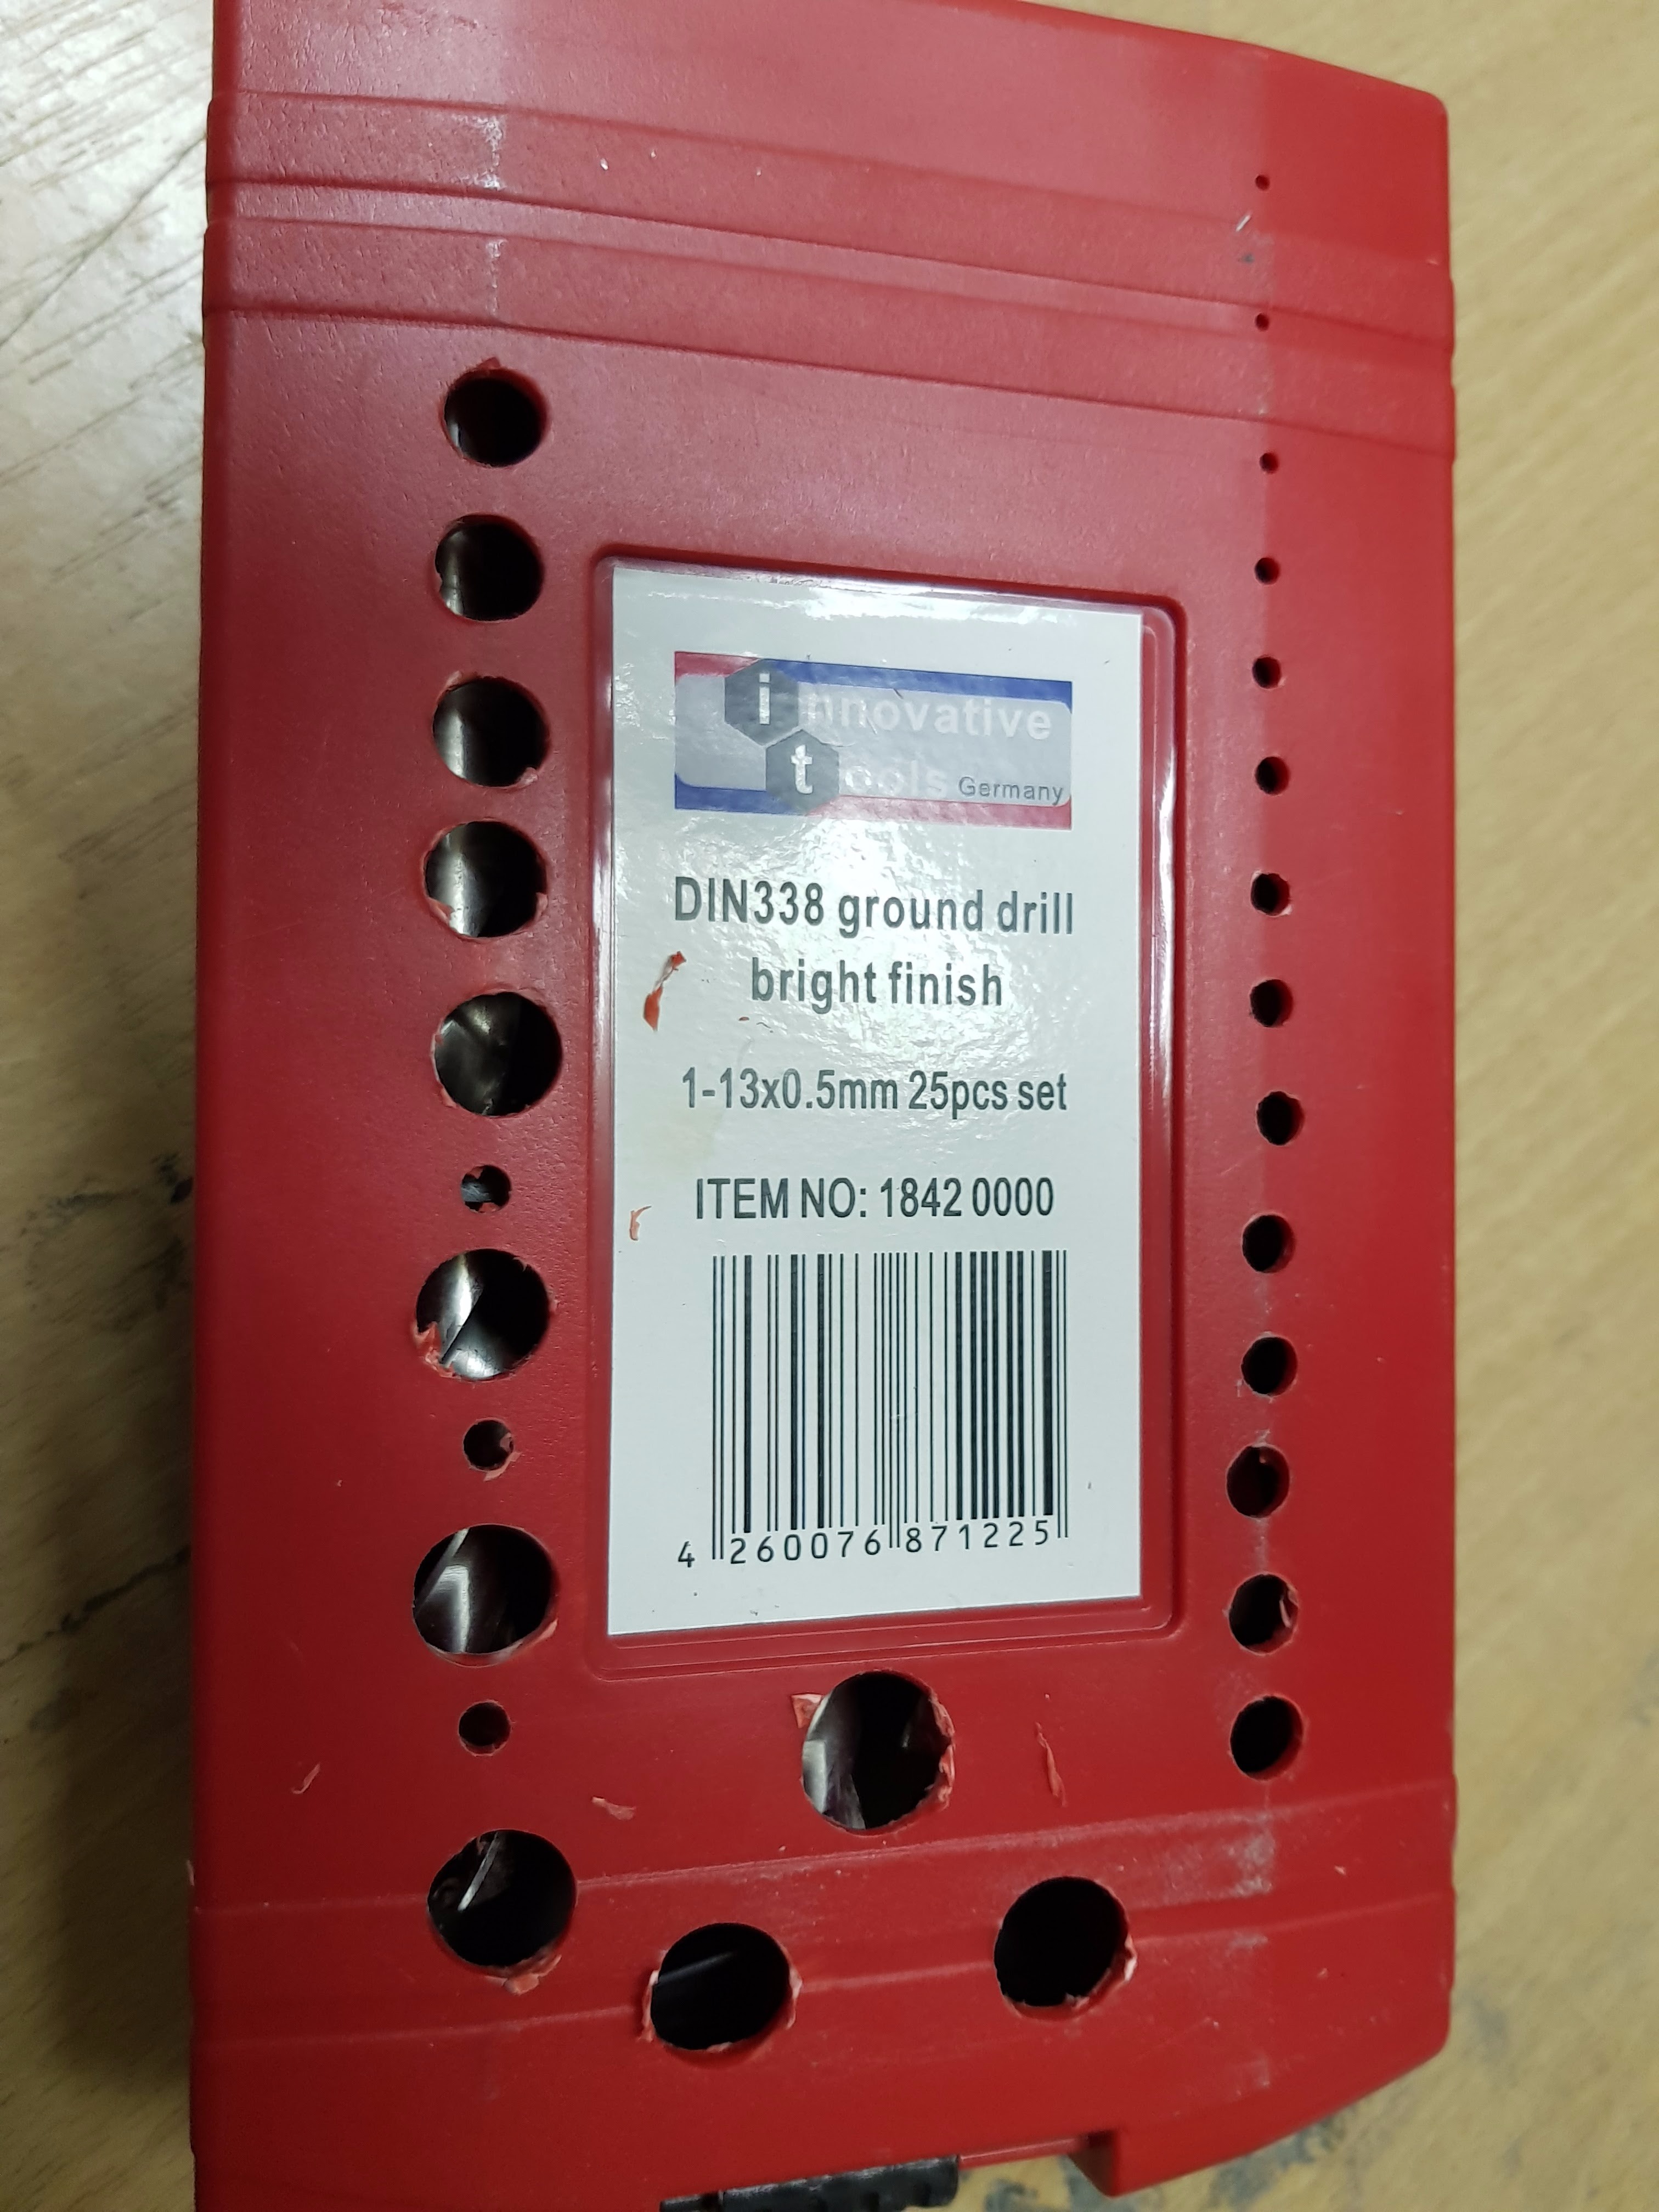 innovative
tools Germany
DIN338 ground drill
bright finish
1-13x0.5mm 25pcs set
ITEM NO: 1842 0000
4 260076 871225